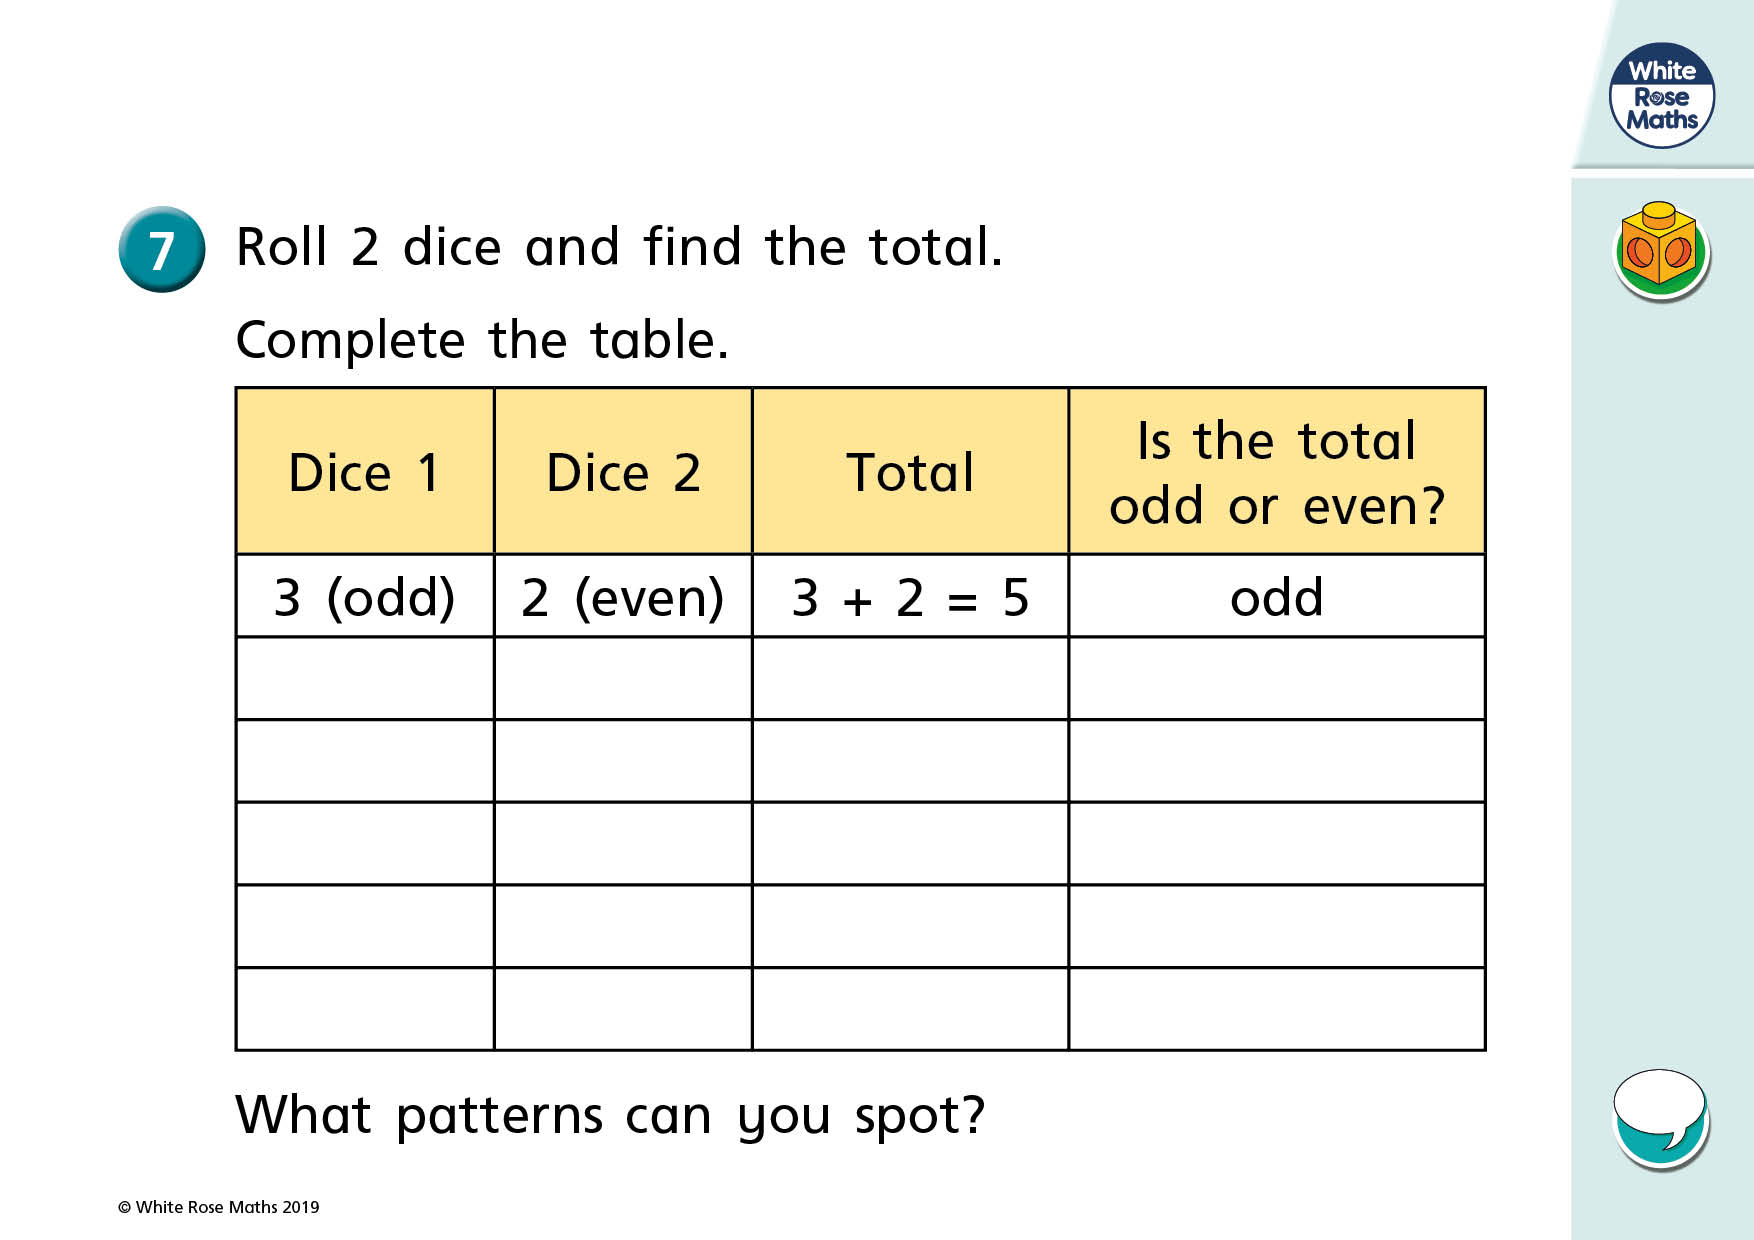 White
Rose
Maths
7 Roll 2 dice and find the total.
Complete the table.
Dice 1 Dice 2 Total Is the total
odd or even?
3 (odd) 2 (even) 3 + 2 = 5 odd
What patterns can you spot?
© White Rose Maths 2019